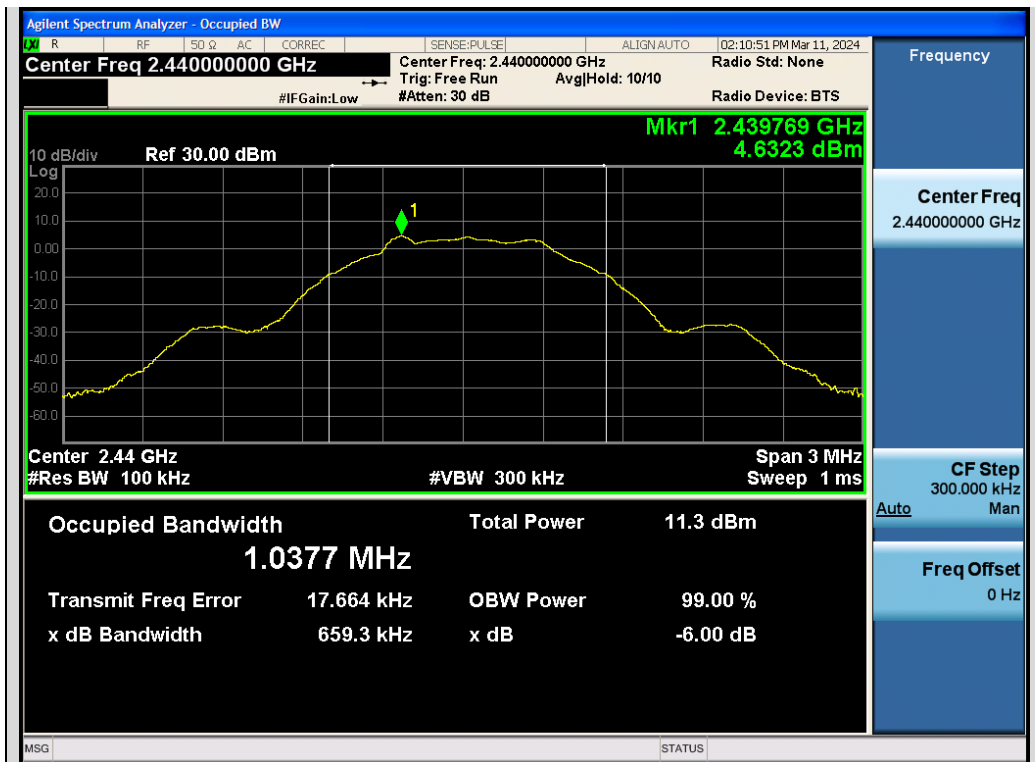 Agilent Spectrum Analyzer - Occupied BW
LXI R RF 50 Ω AC CORREC SENSE:PULSE ALIGN AUTO 02:10:51 PM Mar 11, 2024
Center Freq 2.440000000 GHz
Center Freq: 2.440000000 GHz
Radio Std: None
Trig: Free Run Avg|Hold: 10/10
#IFGain:Low
#Atten: 30 dB
Radio Device: BTS
Mkr1 2.439769 GHz
4.6323 dBm
10 dB/div Ref 30.00 dBm
Log
20.0
10.0
0.00
-10.0
-20.0
-30.0
-40.0
-50.0
-60.0
1
Center 2.44 GHz Span 3 MHz
#Res BW 100 kHz #VBW 300 kHz Sweep 1 ms
Occupied Bandwidth Total Power 11.3 dBm
1.0377 MHz
Transmit Freq Error 17.664 kHz OBW Power 99.00 %
x dB Bandwidth 659.3 kHz x dB -6.00 dB
MSG STATUS
Frequency
Center Freq
2.440000000 GHz
CF Step
300.000 kHz
Auto Man
Freq Offset
0 Hz